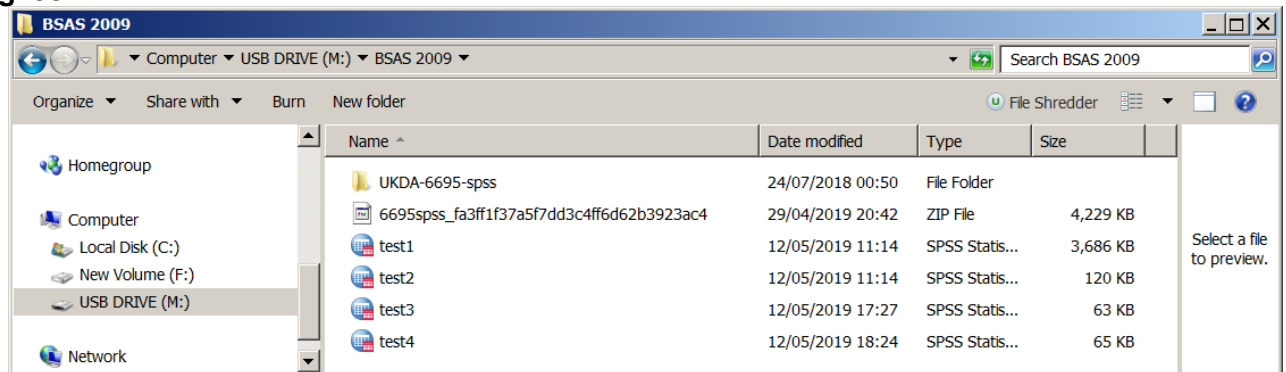 BSAS 2009
Computer USB DRIVE (M:) BSAS 2009 Search BSAS 2009
Organize Share with Burn New folder File Shredder
Name Date modified Type Size
Homegroup
UKDA-6695-spss 24/07/2018 00:50 File Folder
Computer 6695spss_fa3ff1f37a5f7dd3c4ff6d62b3923ac4 29/04/2019 20:42 ZIP File 4,229 KB
Local Disk (C:) test1 12/05/2019 11:14 SPSS Statis... 3,686 KB
Select a file
to preview.
New Volume (F:) test2 12/05/2019 11:14 SPSS Statis... 120 KB
USB DRIVE (M:) test3 12/05/2019 17:27 SPSS Statis... 63 KB
test4 12/05/2019 18:24 SPSS Statis... 65 KB
Network